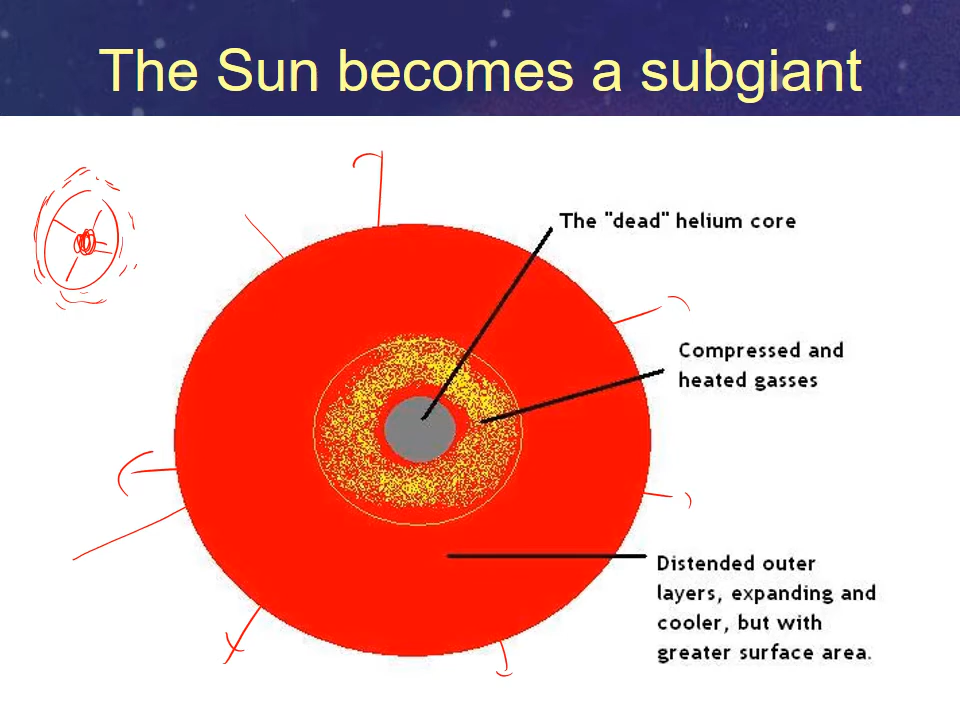 The Sun becomes a subgiant
The "dead" helium core
Compressed and
heated gasses
Distended outer
layers, expanding and
cooler, but with
greater surface area.